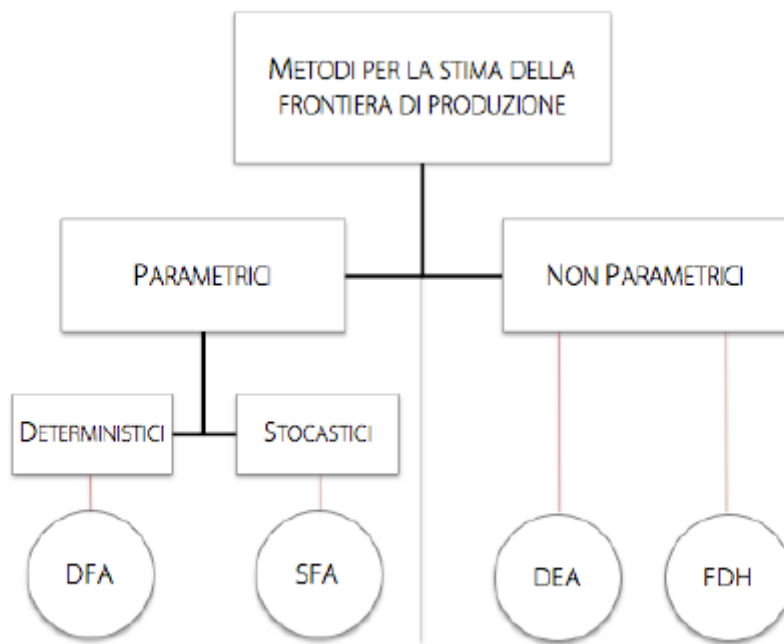 METODI PER LA STIMA DELLA
FRONTIERA DI PRODUZIONE
PARAMETRICI
NON PARAMETRICI
DETERMINISTICI
STOCASTICI
DFA
SFA
DEA
FDH